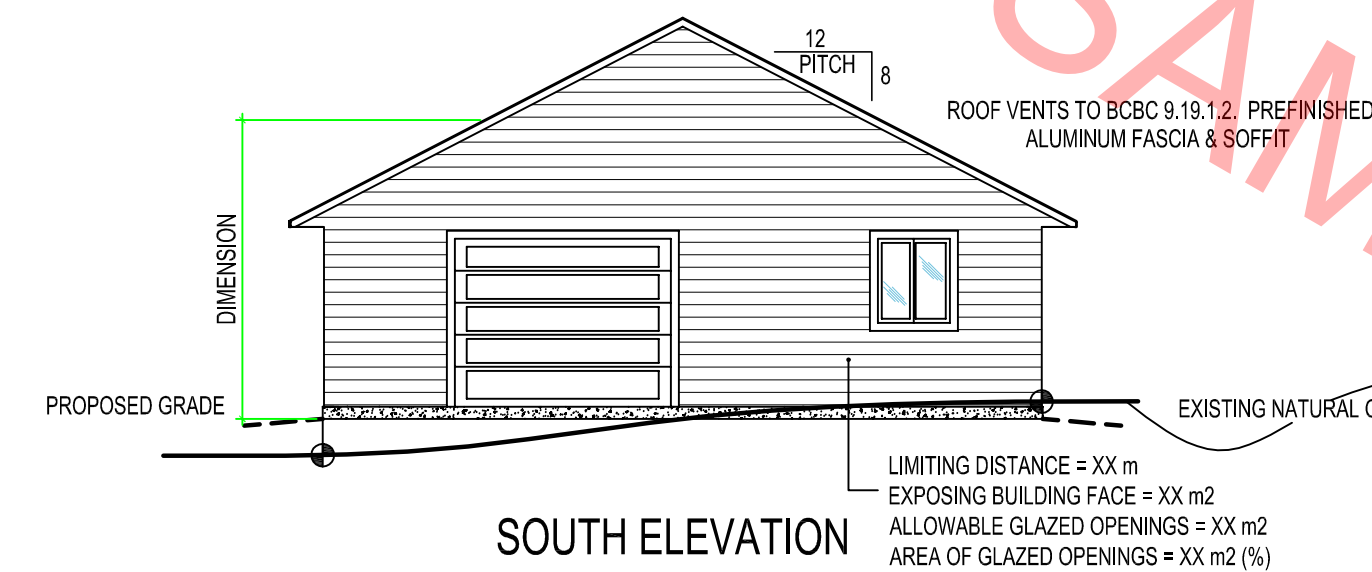 12
PITCH
8
ROOF VENTS TO BCBC 9.19.1.2. PREFINISHED
ALUMINUM FASCIA & SOFFIT
DIMENSION
PROPOSED GRADE
EXISTING NATURAL
LIMITING DISTANCE = XX m
EXPOSING BUILDING FACE = XX m2
ALLOWABLE GLAZED OPENINGS = XX m2
AREA OF GLAZED OPENINGS = XX m2 (%)
SOUTH ELEVATION